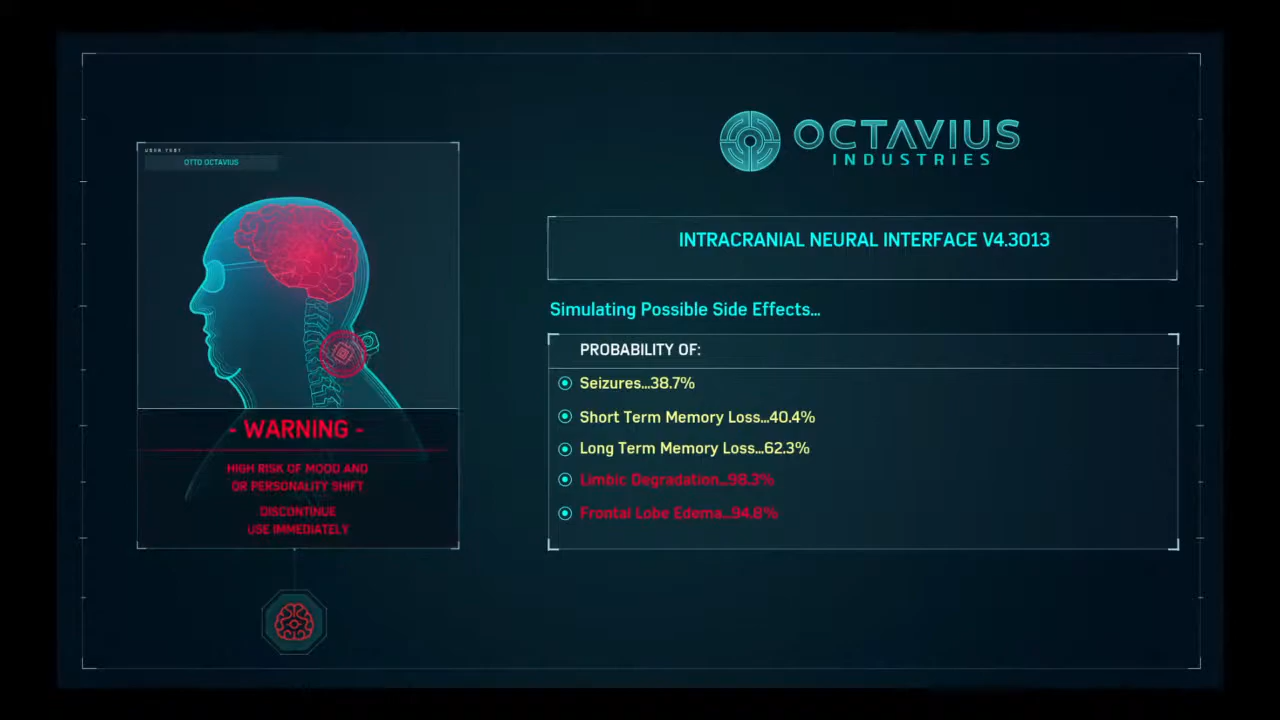 OTTO OCTAVIUS
- WARNING -
HIGH RISK OF MOOD AND
OR PERSONALITY SHIFT
DISCONTINUE
USE IMMEDIATELY
OCTAVIUS
INDUSTRIES
INTRACRANIAL NEURAL INTERFACE V4.3013
Simulating Possible Side Effects...
PROBABILITY OF:
Seizures...38.7%
Short Term Memory Loss...40.4%
Long Term Memory Loss...62.3%
Limbic Degradation...98.3%
Frontal Lobe Edema...94.8%